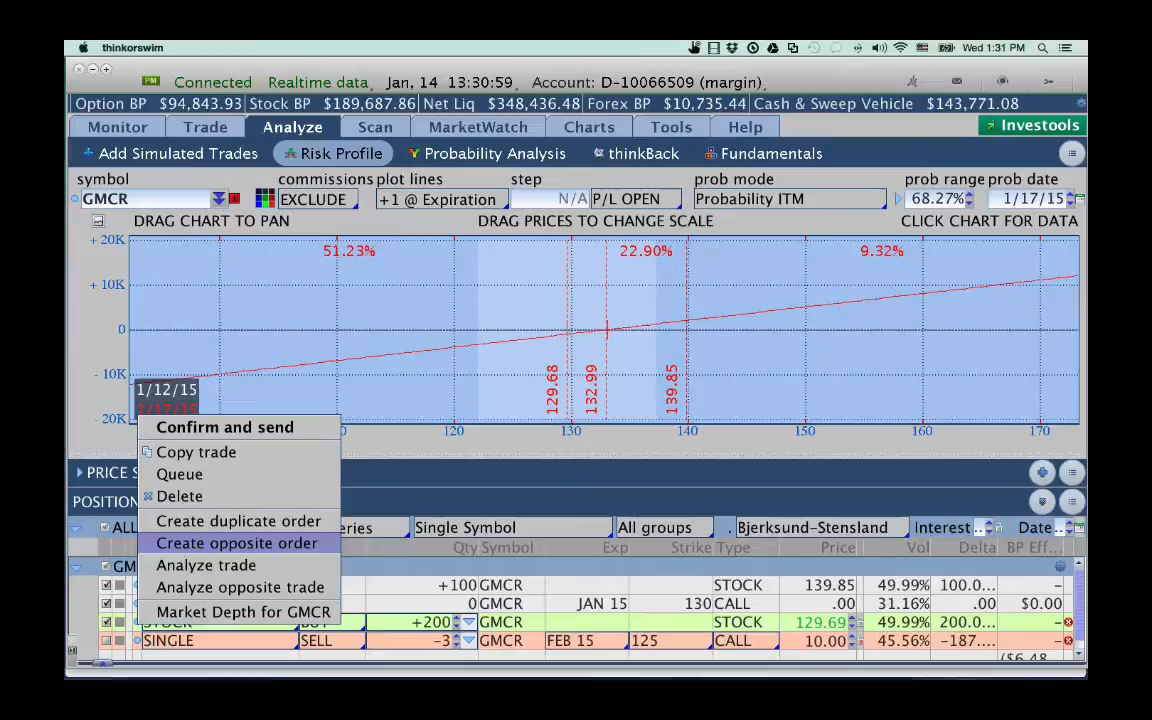 thinkorswim Wed 1:31 PM
Connected Realtime data Jan, 14 13:30:59 Account: D-10066509 (margin)
Option BP $94,843.93 Stock BP $189,687.86 Net Liq $348,436.48 Forex BP $10,735.44 Cash & Sweep Vehicle $143,771.08
Monitor Trade Analyze Scan MarketWatch Charts Tools Help Investools
Add Simulated Trades Risk Profile Probability Analysis thinkBack Fundamentals
symbol commissions plot lines step prob mode prob range prob date
GMCR EXCLUDE +1 @ Expiration N/A P/L OPEN Probability ITM 68.27% 1/17/15
DRAG CHART TO PAN DRAG PRICES TO CHANGE SCALE CLICK CHART FOR DATA
+ 20K
51.23% 22.90% 9.32%
+ 10K
0
- 10K
- 20K
129.68 132.99 139.85
1/12/15
1/17/15
120 130 140 150 160 170
Confirm and send
Copy trade
Queue
Delete
Create duplicate order
Create opposite order
Analyze trade
Analyze opposite trade
Market Depth for GMCR
PRICE S
POSITION
ALL eries Single Symbol All groups . Bjerksund-Stensland Interest ... Date...
Qty Symbol Exp Strike Type Price Vol Delta BP Eff...
GM
+100 GMCR STOCK 139.85 49.99% 100.0... -
0 GMCR JAN 15 130 CALL .00 31.16% .00 $0.00
STOCK BUY +200 GMCR STOCK 129.69 49.99% 200.0... -
SINGLE SELL -3 GMCR FEB 15 125 CALL 10.00 45.56% -187... -
($6,48